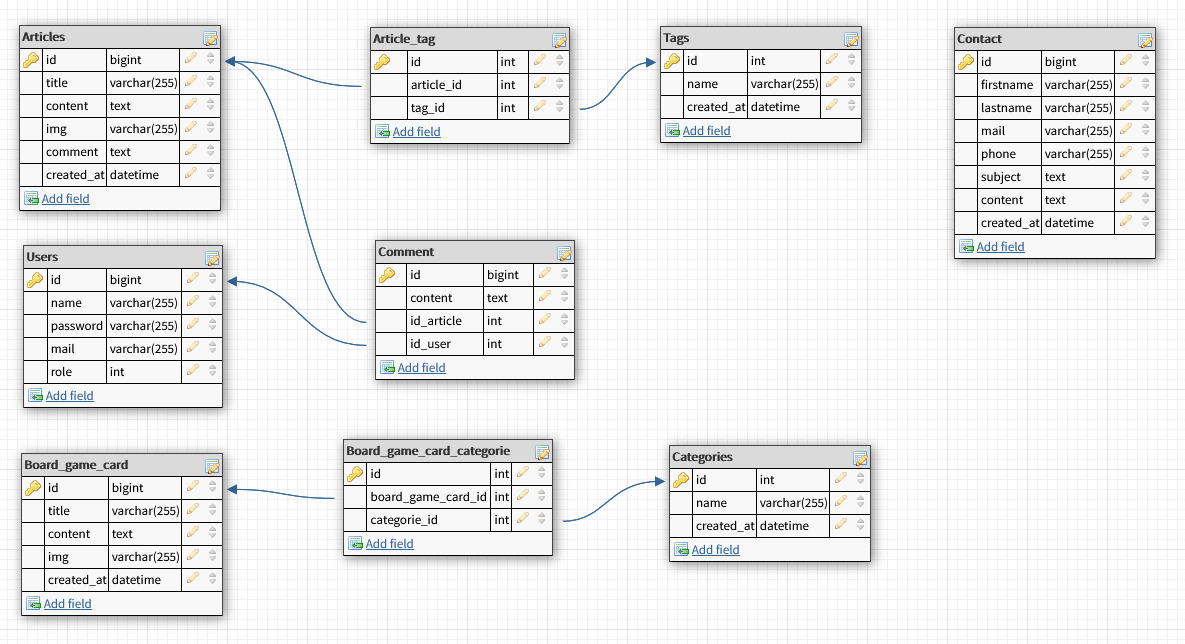 Articles
id bigint
title varchar(255)
content text
img varchar(255)
comment text
created_at datetime
Add field
Article_tag
id int
article_id int
tag_id int
Add field
Tags
id int
name varchar(255)
created_at datetime
Add field
Contact
id bigint
firstname varchar(255)
lastname varchar(255)
mail varchar(255)
phone varchar(255)
subject text
content text
created_at datetime
Add field
Users
id bigint
name varchar(255)
password varchar(255)
mail varchar(255)
role int
Add field
Comment
id bigint
content text
id_article int
id_user int
Add field
Board_game_card
id bigint
title varchar(255)
content text
img varchar(255)
created_at datetime
Add field
Board_game_card_categorie
id int
board_game_card_id int
categorie_id int
Add field
Categories
id int
name varchar(255)
created_at datetime
Add field